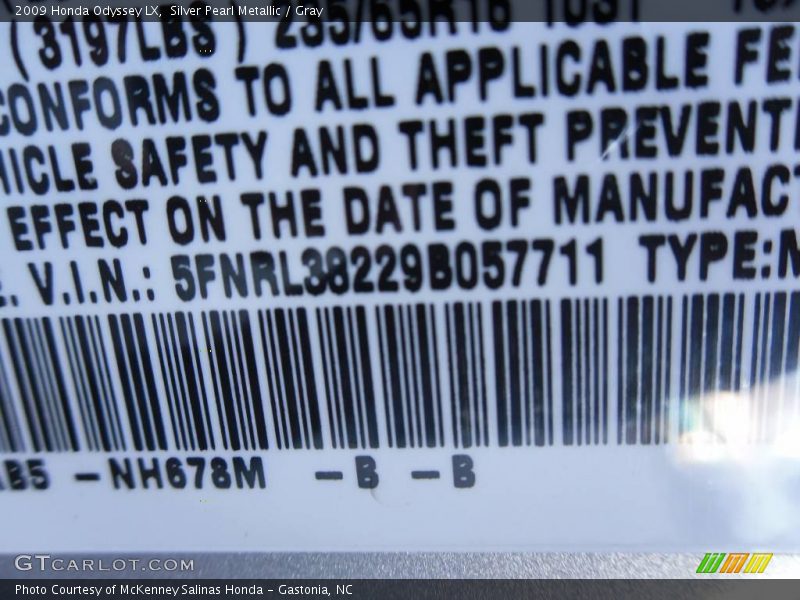 2009 Honda Odyssey LX, Silver Pearl Metallic / Gray
(3197LBS) 235/65R16 103T
CONFORMS TO ALL APPLICABLE FE
HICLE SAFETY AND THEFT PREVENT
EFFECT ON THE DATE OF MANUFACT
E. V.I.N.: 5FNRL38229B057711 TYPE:M
AB5 -NH678M -B -B
GTCARLOT.COM
Photo Courtesy of McKenney Salinas Honda - Gastonia, NC